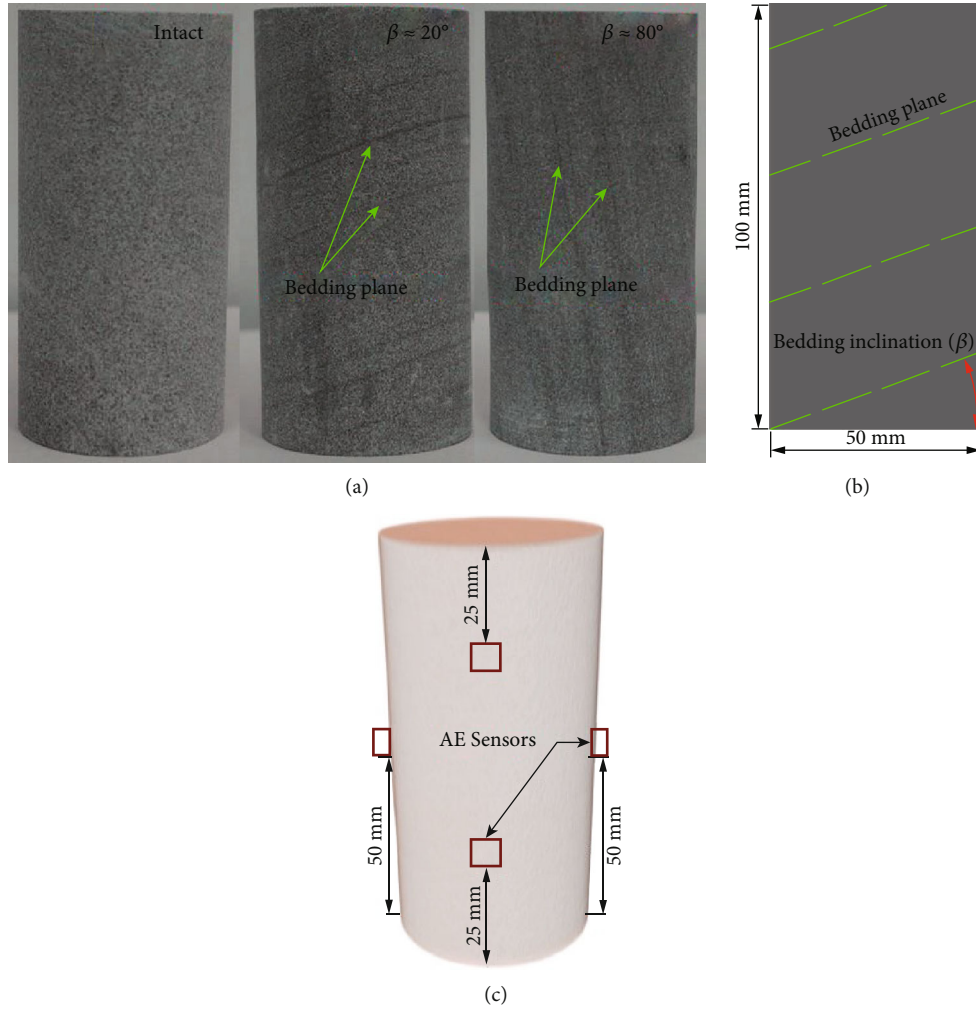 Intact
β ≈ 20°
β ≈ 80°
Bedding plane
Bedding plane
(a)
Bedding plane
100 mm
Bedding inclination (β)
50 mm
(b)
25 mm
AE Sensors
50 mm
50 mm
25 mm
(c)